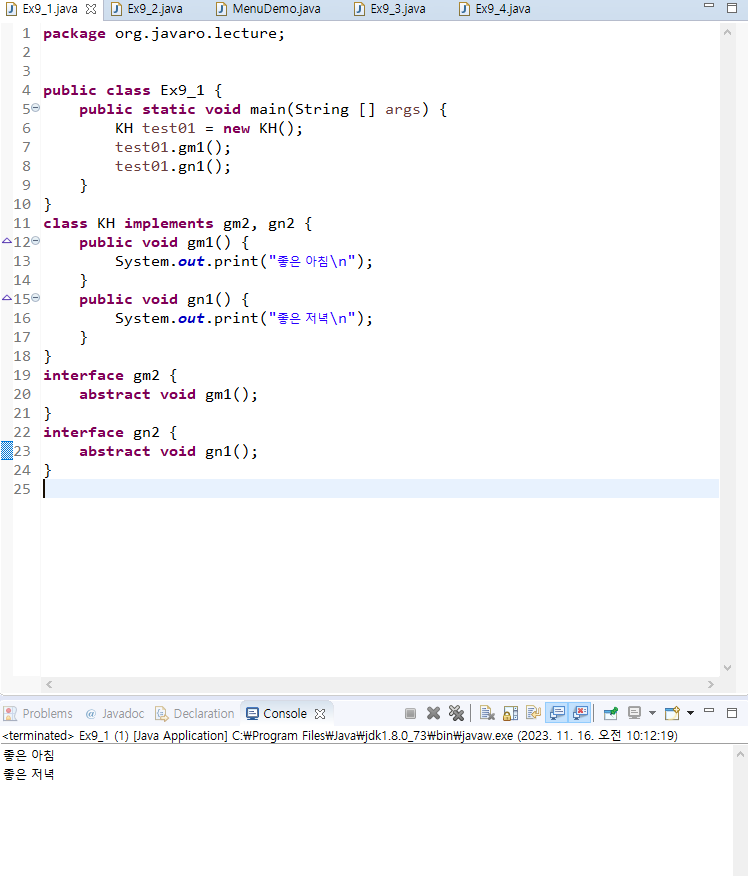 Ex9_1.java Ex9_2.java MenuDemo.java Ex9_3.java Ex9_4.java
1 package org.javaro.lecture;
2
3
4 public class Ex9_1 {
5 public static void main(String [] args) {
6 KH test01 = new KH();
7 test01.gm1();
8 test01.gn1();
9 }
10 }
11 class KH implements gm2, gn2 {
12 public void gm1() {
13 System.out.print("좋은 아침\n");
14 }
15 public void gn1() {
16 System.out.print("좋은 저녁\n");
17 }
18 }
19 interface gm2 {
20 abstract void gm1();
21 }
22 interface gn2 {
23 abstract void gn1();
24 }
25
Problems @ Javadoc Declaration Console
<terminated> Ex9_1 (1) [Java Application] C:₩Program Files₩Java₩jdk1.8.0_73₩bin₩javaw.exe (2023. 11. 16. 오전 10:12:19)
좋은 아침
좋은 저녁